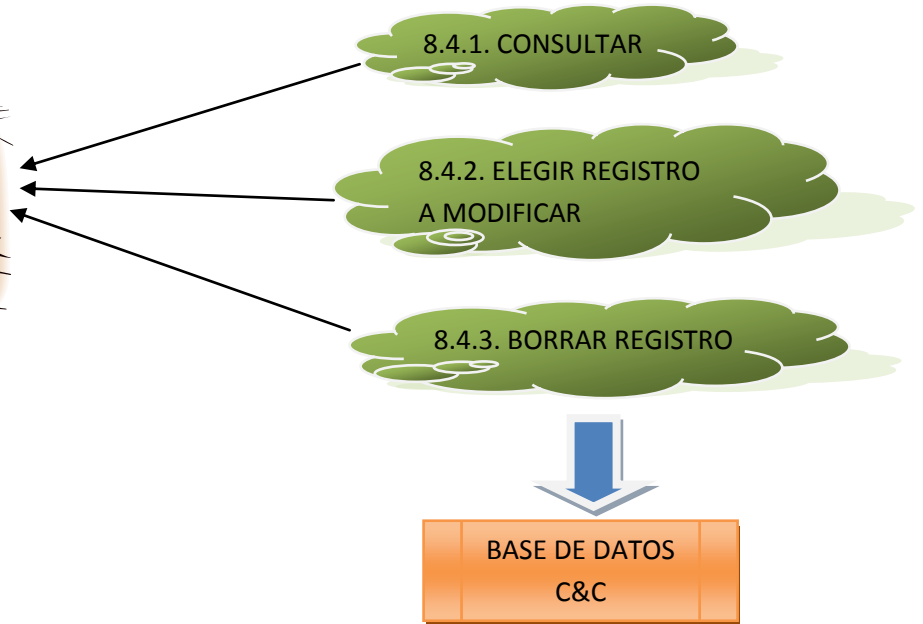 8.4.1. CONSULTAR
8.4.2. ELEGIR REGISTRO
A MODIFICAR
8.4.3. BORRAR REGISTRO
BASE DE DATOS
C&C